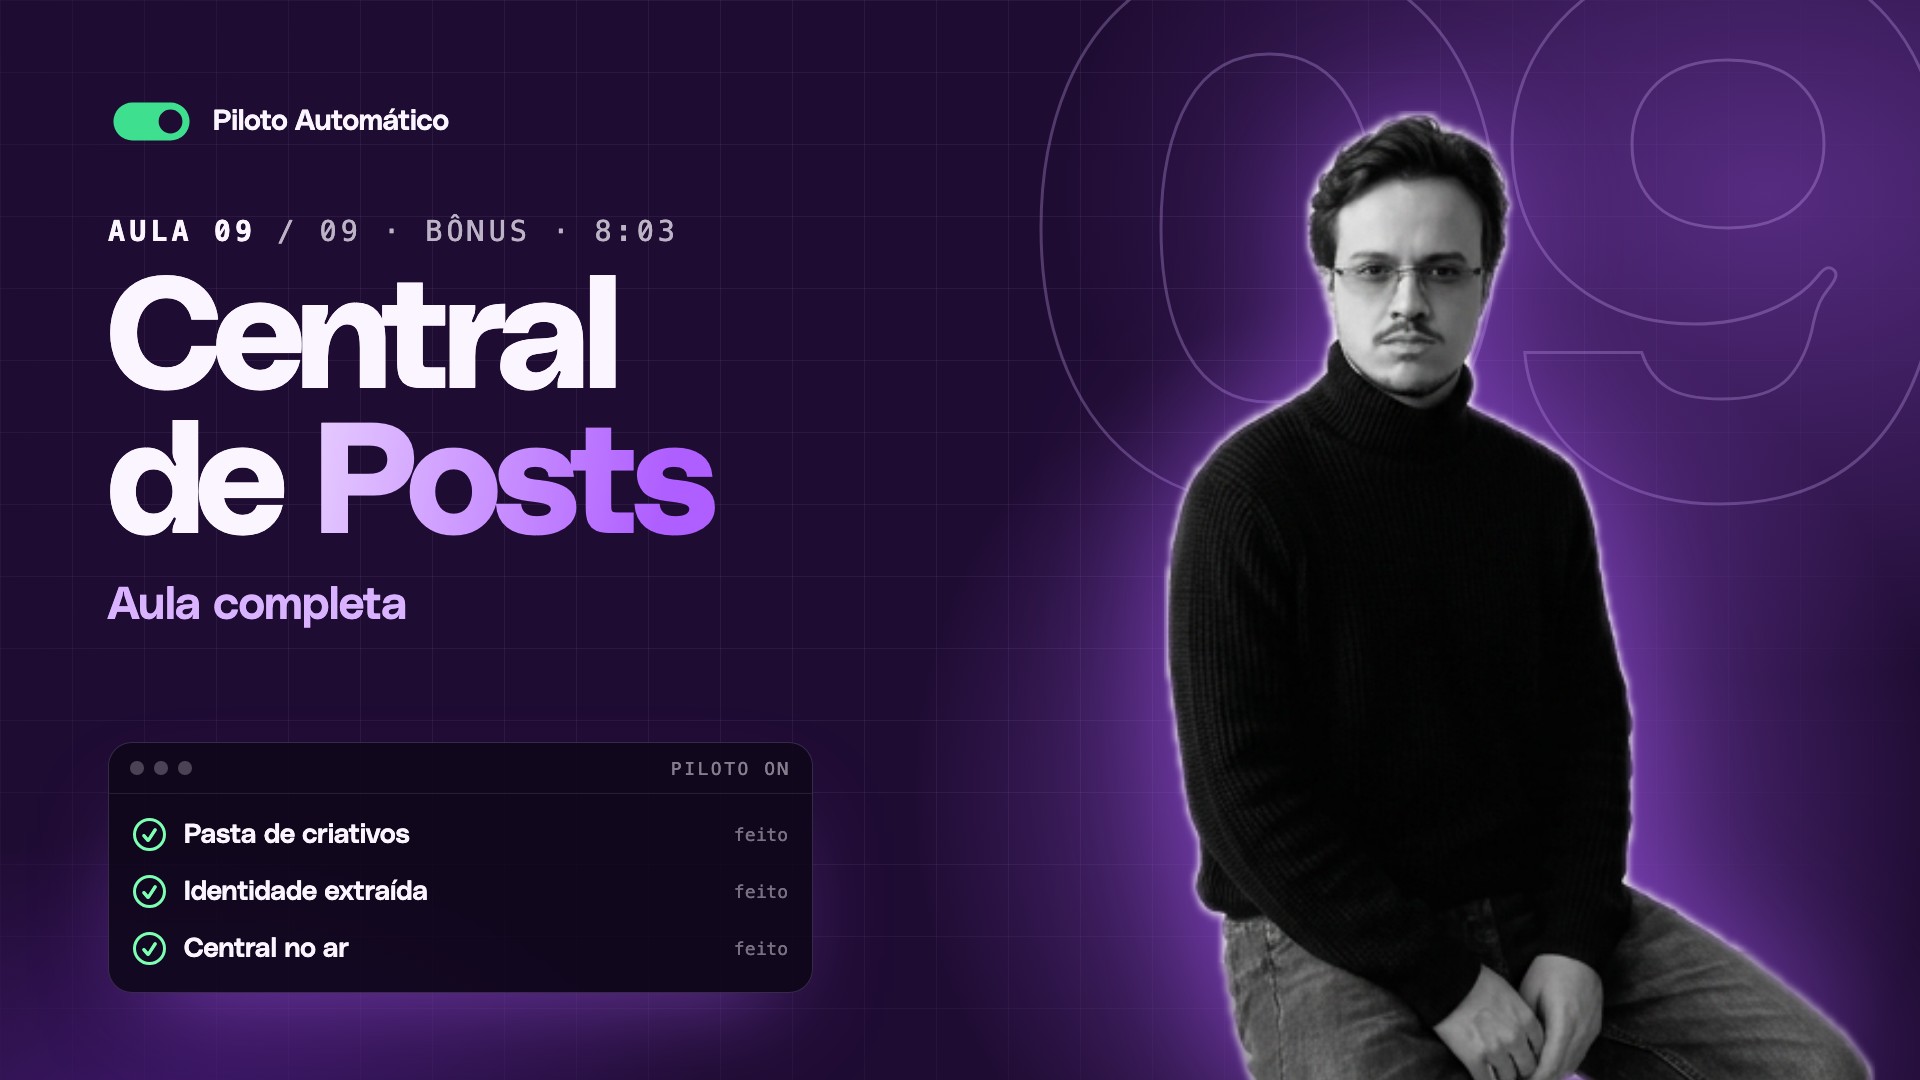 Piloto Automático
AULA 09 / 09 · BÔNUS · 8:03
09
Central
de Posts
Aula completa
PILOTO ON
Pasta de criativos feito
Identidade extraída feito
Central no ar feito